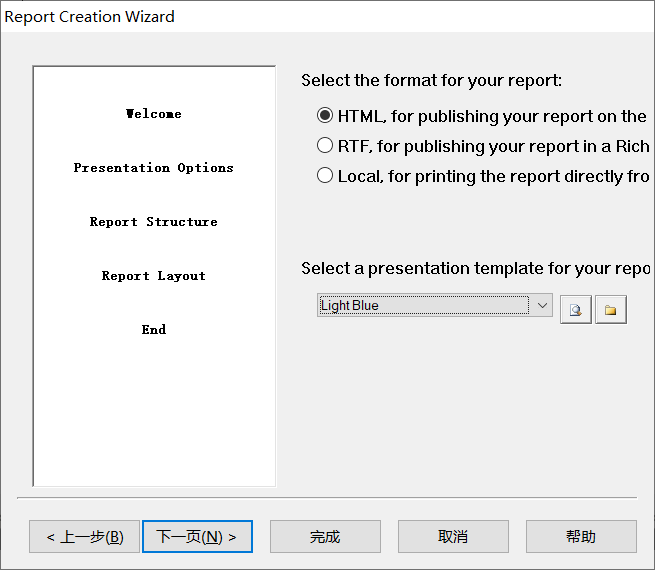 Report Creation Wizard
Welcome
Presentation Options
Report Structure
Report Layout
End
Select the format for your report:
HTML, for publishing your report on the
RTF, for publishing your report in a Rich
Local, for printing the report directly fro
Select a presentation template for your repo
Light Blue
< 上一步(B)
下一页(N) >
完成
取消
帮助